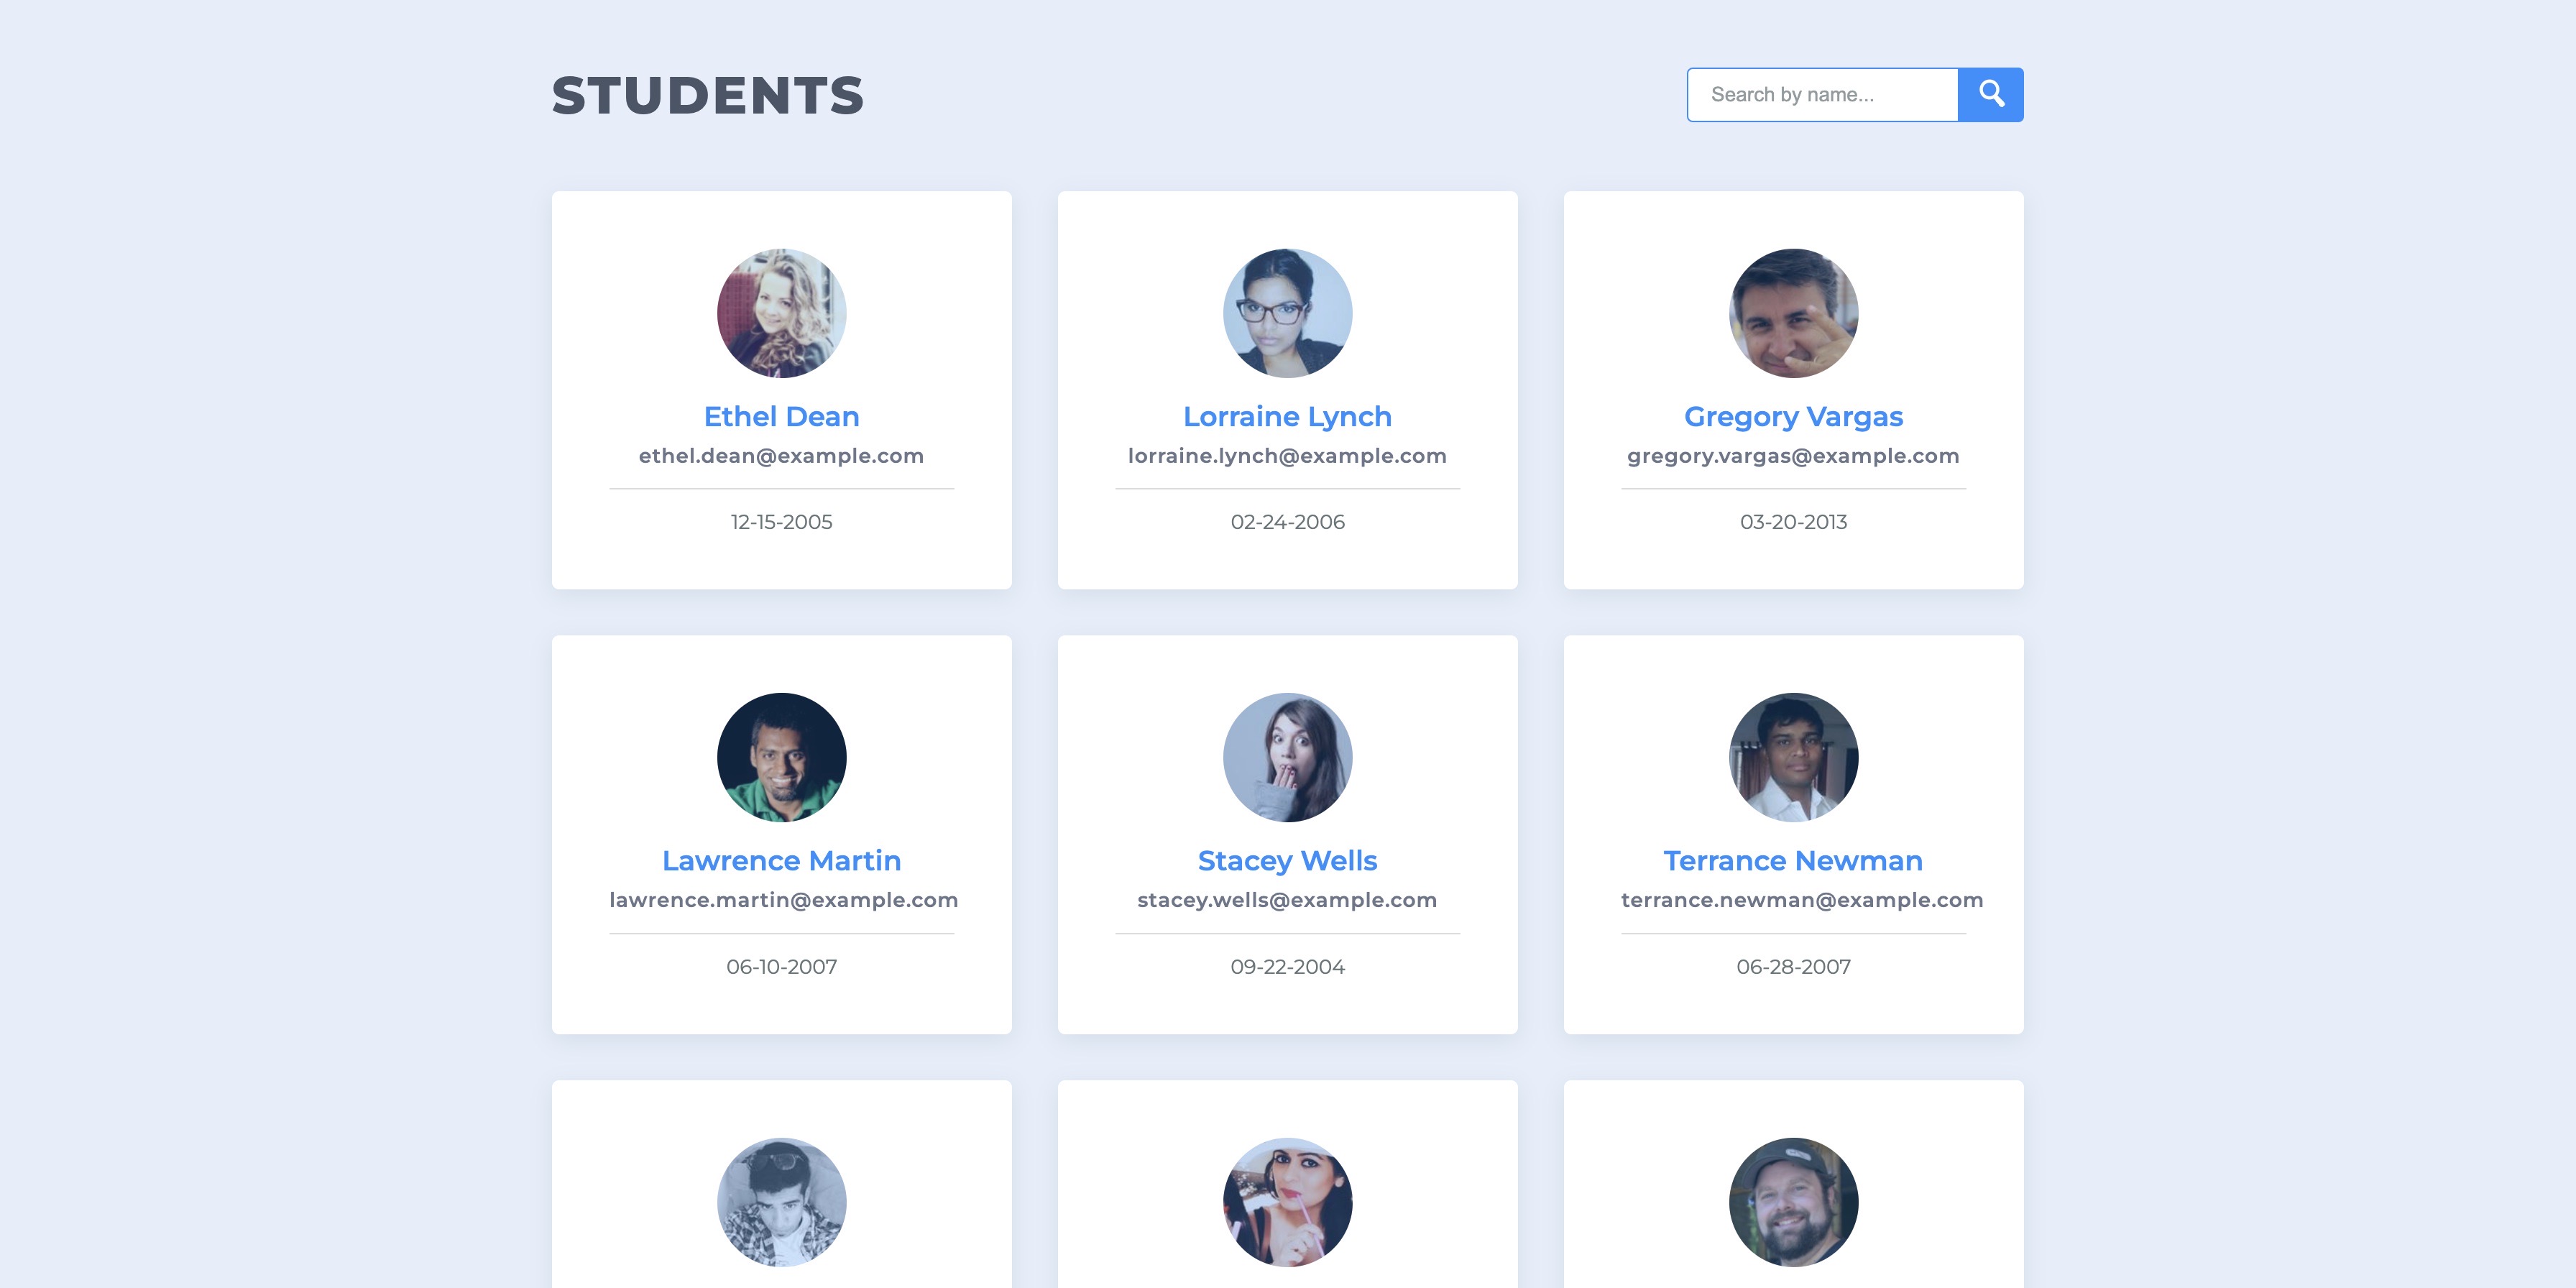 STUDENTS
Search by name...
Ethel Dean
ethel.dean@example.com
12-15-2005
Lorraine Lynch
lorraine.lynch@example.com
02-24-2006
Gregory Vargas
gregory.vargas@example.com
03-20-2013
Lawrence Martin
lawrence.martin@example.com
06-10-2007
Stacey Wells
stacey.wells@example.com
09-22-2004
Terrance Newman
terrance.newman@example.com
06-28-2007